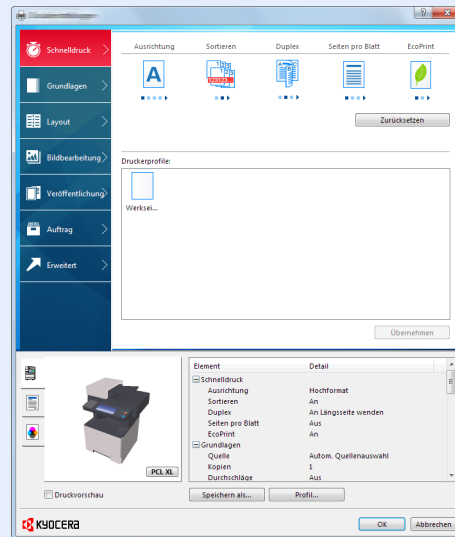 Schnelldruck
Grundlagen
Layout
Bildbearbeitung
Veröffentlichung
Auftrag
Erweitert
Ausrichtung Sortieren Duplex Seiten pro Blatt EcoPrint
A
123123
A
Zurücksetzen
Druckerprofile:
Werksei...
Übernehmen
PCL XL
Druckvorschau
Element Detail
Schnelldruck
Ausrichtung Hochformat
Sortieren An
Duplex An Längsseite wenden
Seiten pro Blatt Aus
EcoPrint An
Grundlagen
Quelle Autom. Quellenauswahl
Kopien 1
Durchschläge Aus
Speichern als... Profil...
KYOCERA
OK Abbrechen